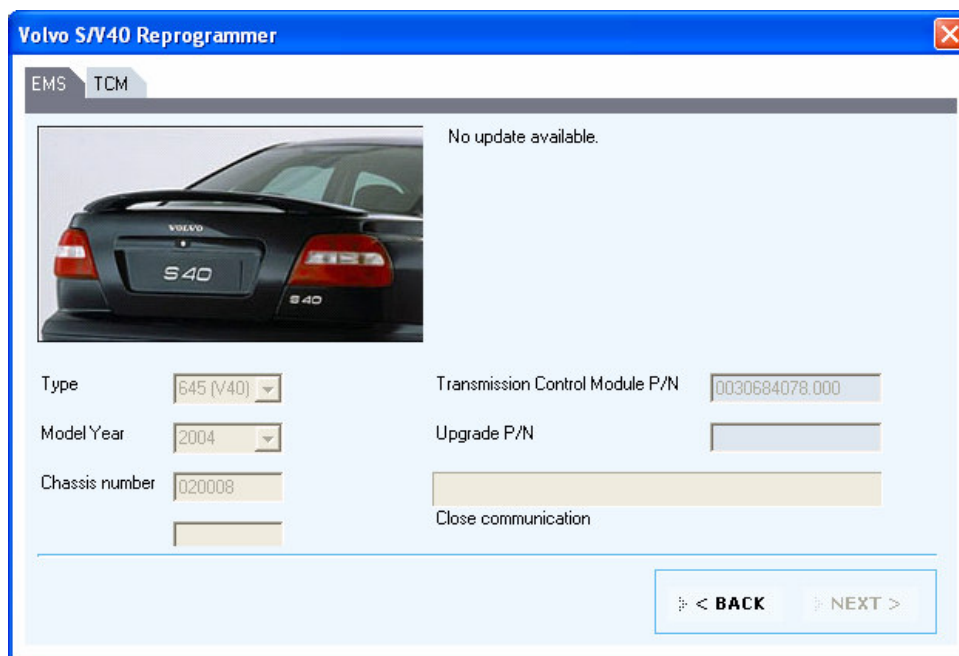 Volvo S/V40 Reprogrammer
EMS TCM
No update available.
VOLVO
S40
S40
Type 645 (V40) Transmission Control Module P/N 0030684078.000
Model Year 2004 Upgrade P/N
Chassis number 020008
Close communication
< BACK NEXT >